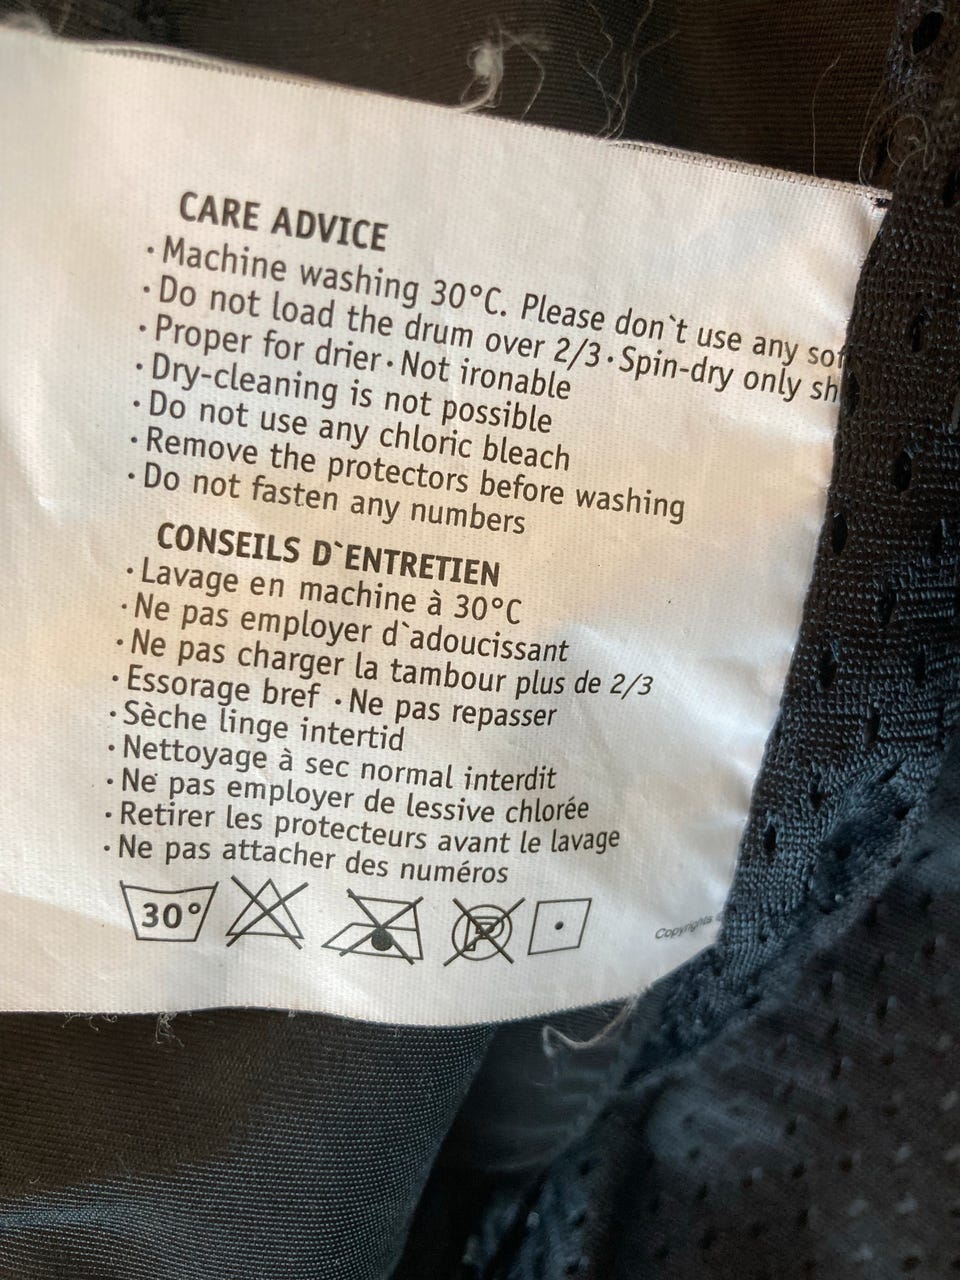 CARE ADVICE
· Machine washing 30°C. Please don`t use any
· Do not load the drum over 2/3 · Spin-dry only
· Proper for drier · Not ironable
· Dry-cleaning is not possible
· Do not use any chloric bleach
· Remove the protectors before washing
· Do not fasten any numbers
CONSEILS D`ENTRETIEN
· Lavage en machine à 30°C
· Ne pas employer d`adoucissant
· Ne pas charger la tambour plus de 2/3
· Essorage bref · Ne pas repasser
· Sèche linge intertid
· Nettoyage à sec normal interdit
· Ne pas employer de lessive chlorée
· Retirer les protecteurs avant le lavage
· Ne pas attacher des numéros
30°
P
Copyrights